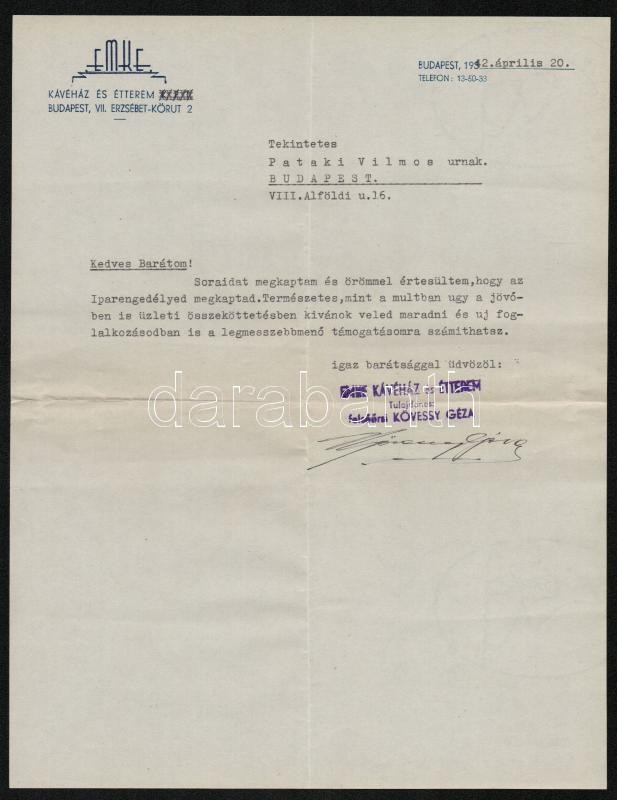 EMKE
KÁVÉHÁZ ÉS ÉTTEREM XXXXX
BUDAPEST, VII. ERZSÉBET-KÖRUT 2
BUDAPEST, 1942.április 20.
TELEFON: 13-60-33
Tekintetes
Pataki Vilmos urnak.
BUDAPEST.
VIII.Alföldi u.16.
Kedves Barátom!
Soraidat megkaptam és örömmel értesültem,hogy az
Iparengedélyed megkaptad.Természetes,mint a multban ugy a jövő-
ben is üzleti összeköttetésben kivánok veled maradni és uj fog-
lalkozásodban is a legmesszebbmenő támogatásomra számithatsz.
igaz barátsággal üdvözöl:
EMKE KÁVÉHÁZ és ÉTTEREM
Tulajdonos:
KÖVESSY GÉZA
darabanth